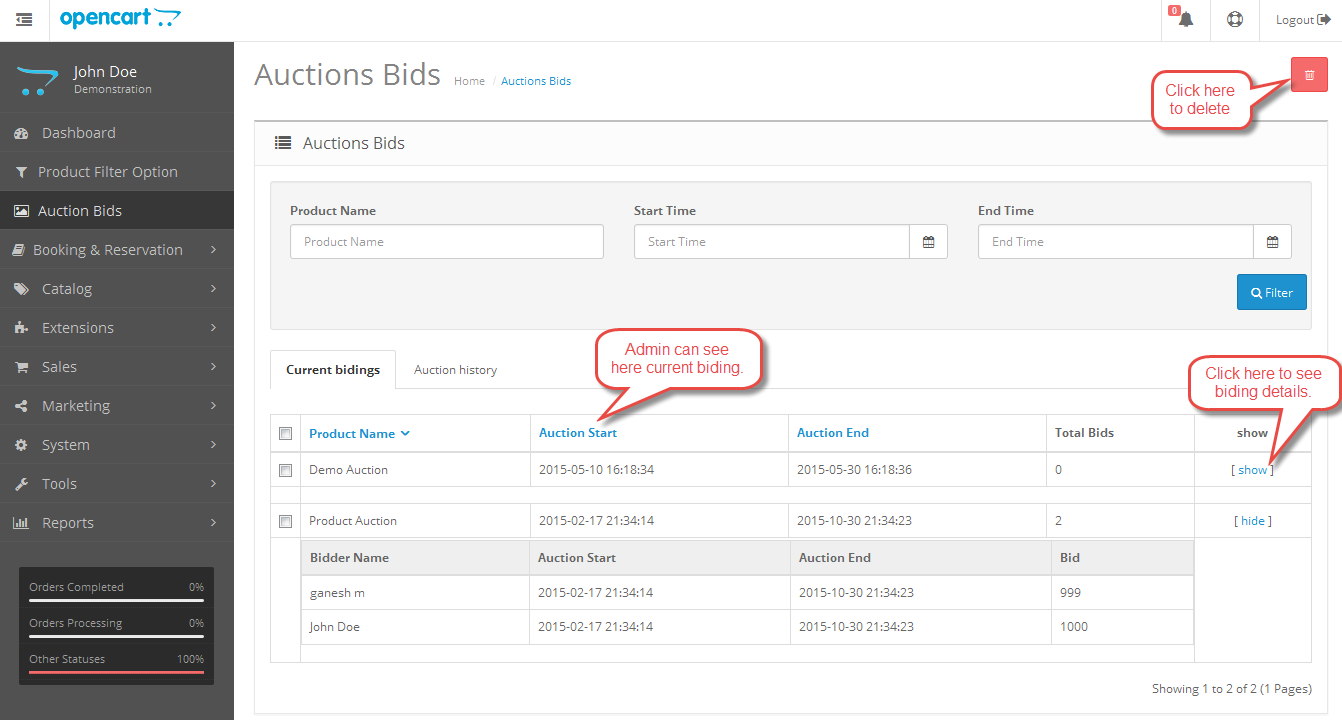 opencart
0
Logout
John Doe
Demonstration
Dashboard
Product Filter Option
Auction Bids
Booking & Reservation
Catalog
Extensions
Sales
Marketing
System
Tools
Reports
Orders Completed 0%
Orders Processing 0%
Other Statuses 100%
Auctions Bids Home / Auctions Bids
Click here
to delete
Auctions Bids
Product Name Start Time End Time
Product Name Start Time End Time
Filter
Admin can see
here current biding.
Current bidings Auction history
Click here to see
biding details.
Product Name Auction Start Auction End Total Bids show
Demo Auction 2015-05-10 16:18:34 2015-05-30 16:18:36 0 [ show ]
Product Auction 2015-02-17 21:34:14 2015-10-30 21:34:23 2 [ hide ]
Bidder Name Auction Start Auction End Bid
ganesh m 2015-02-17 21:34:14 2015-10-30 21:34:23 999
John Doe 2015-02-17 21:34:14 2015-10-30 21:34:23 1000
Showing 1 to 2 of 2 (1 Pages)